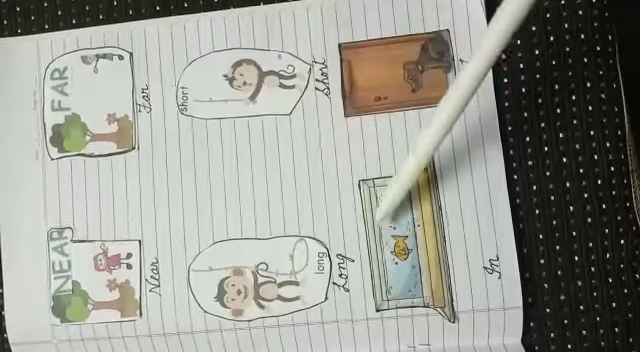 NEAR
Near
FAR
Far
long
Long
short
Short
In